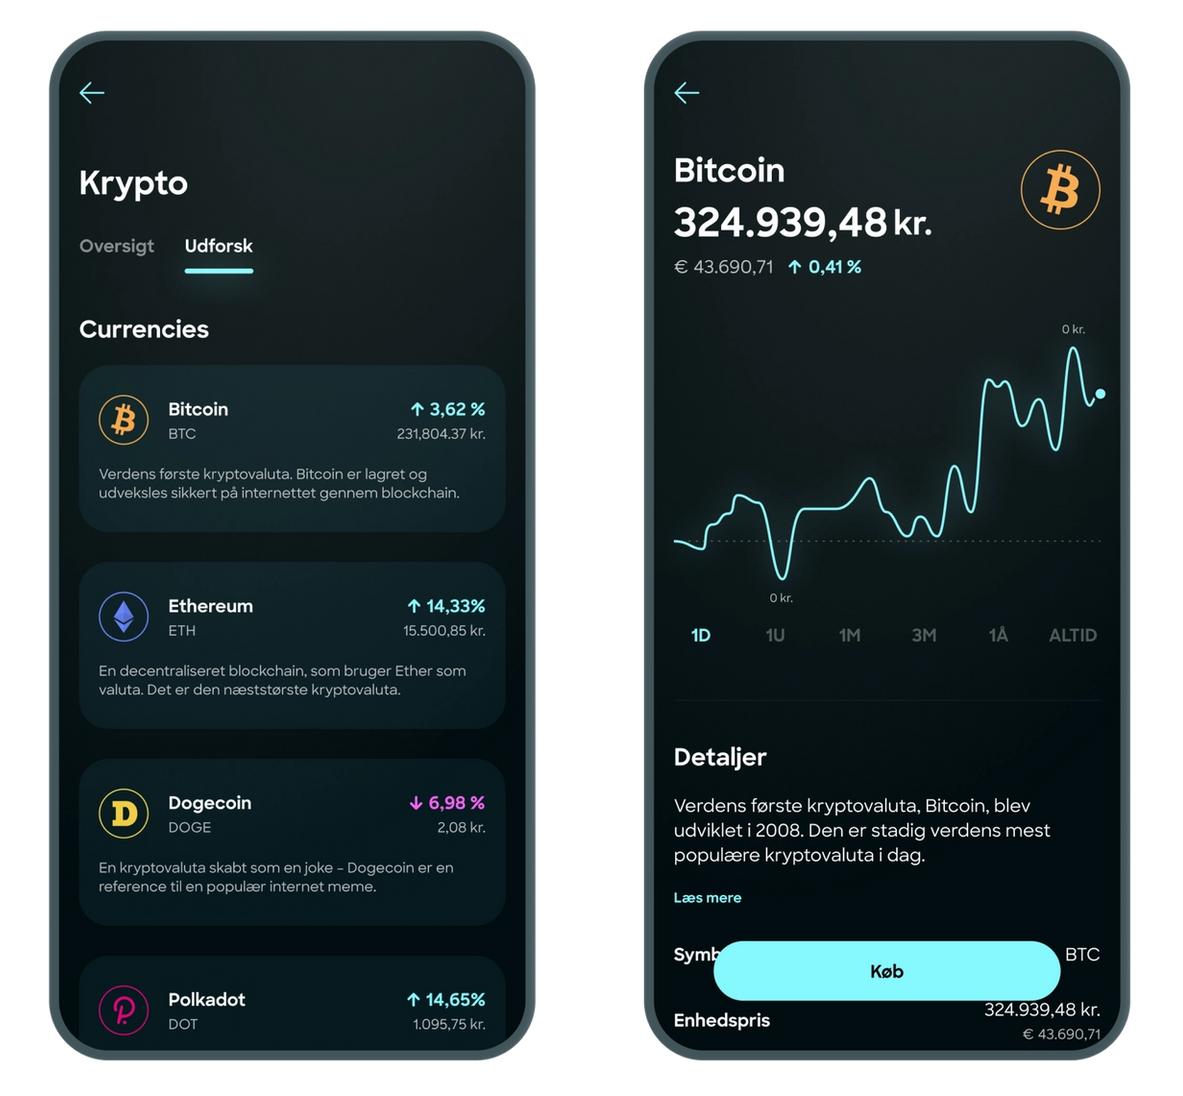 Krypto
Oversigt Udforsk
Currencies
Bitcoin ↑ 3,62 %
BTC 231,804.37 kr.
Verdens første kryptovaluta. Bitcoin er lagret og
udveksles sikkert på internettet gennem blockchain.
Ethereum ↑ 14,33%
ETH 15.500,85 kr.
En decentraliseret blockchain, som bruger Ether som
valuta. Det er den næststørste kryptovaluta.
Dogecoin ↓ 6,98 %
DOGE 2,08 kr.
En kryptovaluta skabt som en joke – Dogecoin er en
reference til en populær internet meme.
Polkadot ↑ 14,65%
DOT 1.095,75 kr.
Bitcoin
324.939,48 kr.
€ 43.690,71 ↑ 0,41 %
0 kr.
0 kr.
1D 1U 1M 3M 1Å ALTID
Detaljer
Verdens første kryptovaluta, Bitcoin, blev
udviklet i 2008. Den er stadig verdens mest
populære kryptovaluta i dag.
Læs mere
Symb BTC
Køb
Enhedspris 324.939,48 kr.
€ 43.690,71